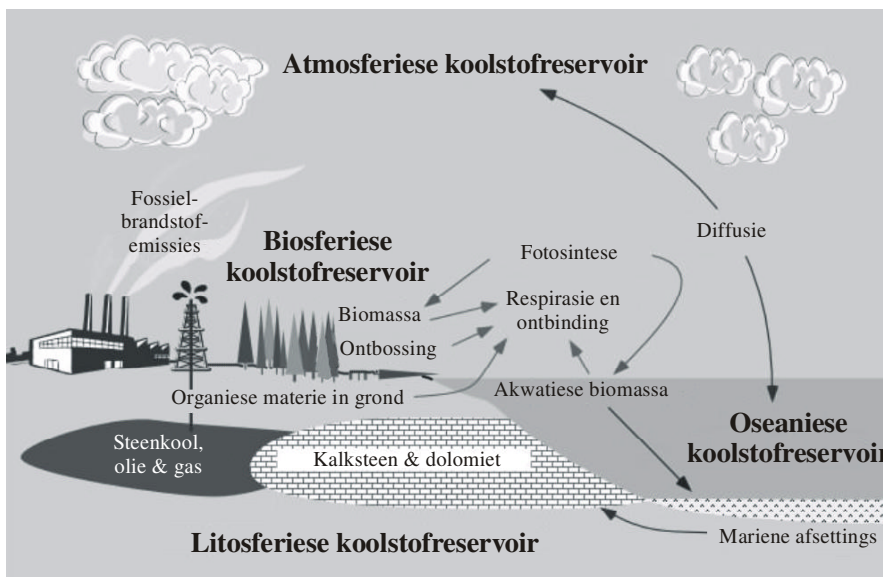 Atmosferiese koolstofreservoir
Fossiel-
brandstof-
emissies
Diffusie
Biosferiese
koolstofreservoir
Fotosintese
Biomassa
Respirasie en
ontbinding
Ontbossing
Organiese materie in grond
Akwatiese biomassa
Oseaniese
koolstofreservoir
Steenkool,
olie & gas
Kalksteen & dolomiet
Litosferiese koolstofreservoir
Mariene afsettings